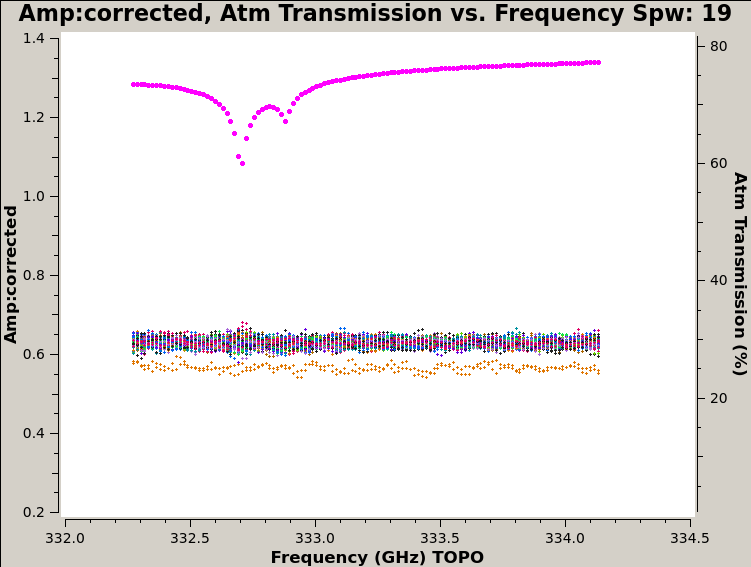 Amp:corrected, Atm Transmission vs. Frequency Spw: 19
1.4
1.2
1.0
0.8
0.6
0.4
0.2
Amp:corrected
80
60
40
20
Atm Transmission (%)
332.0 332.5 333.0 333.5 334.0 334.5
Frequency (GHz) TOPO